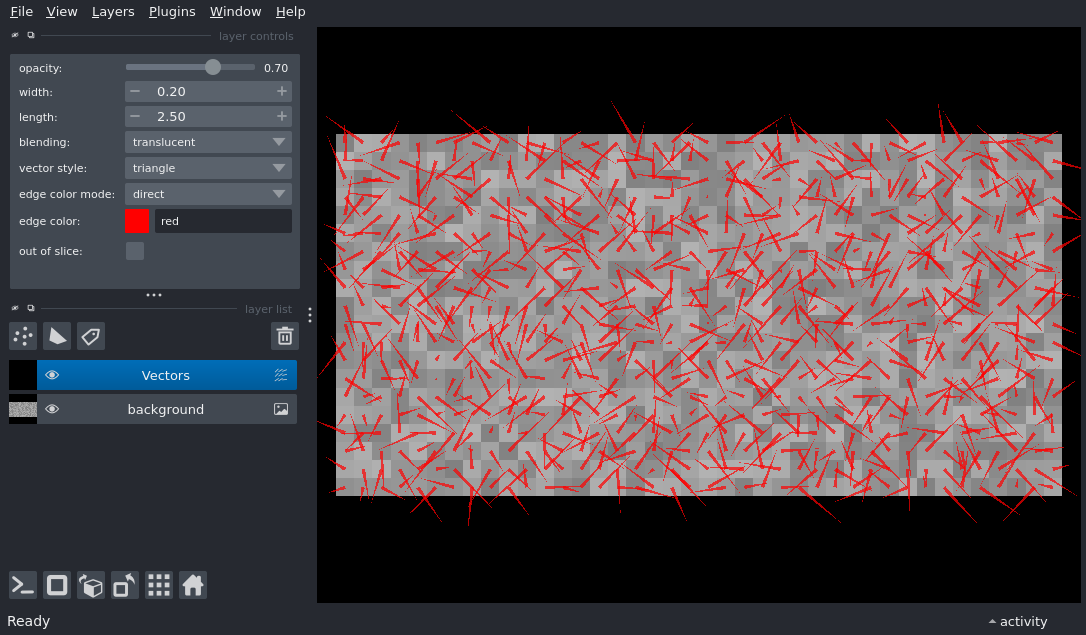 File View Layers Plugins Window Help
layer controls
opacity: 0.70
width: − 0.20 +
length: − 2.50 +
blending: translucent
vector style: triangle
edge color mode: direct
edge color: red
out of slice:
layer list
Vectors
background
Ready activity